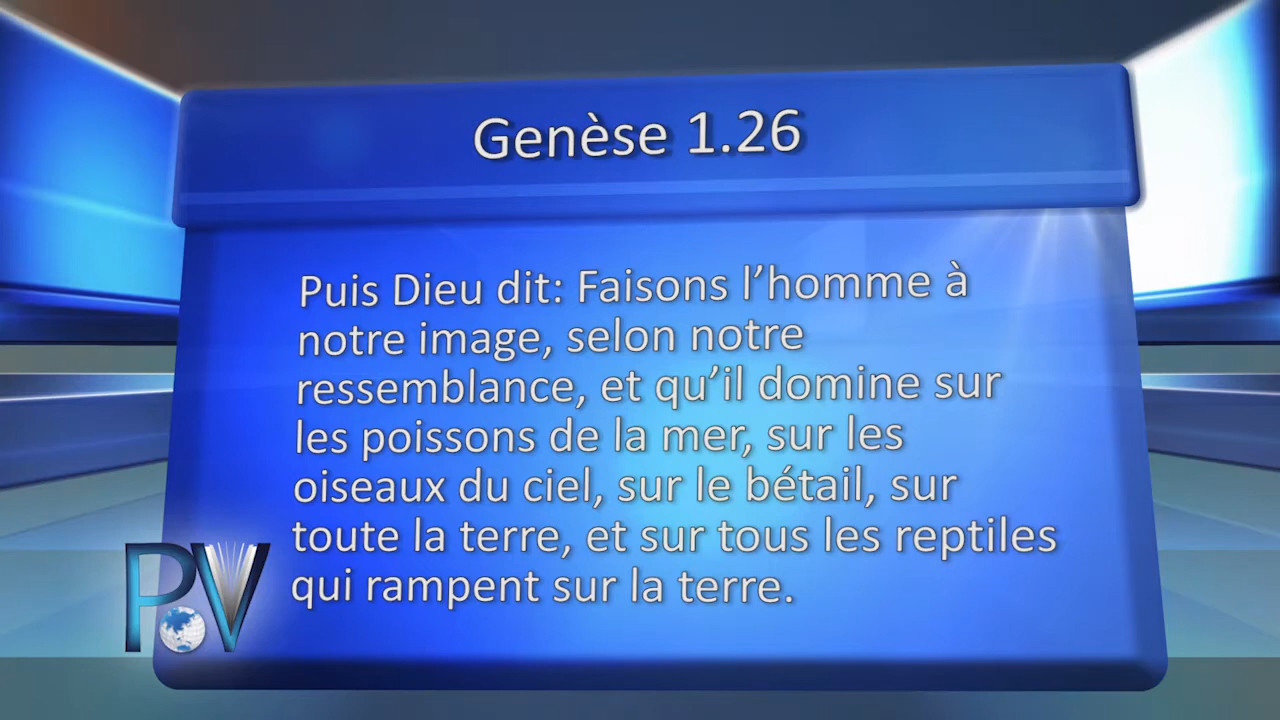 Genèse 1.26
Puis Dieu dit: Faisons l’homme à
notre image, selon notre
ressemblance, et qu’il domine sur
les poissons de la mer, sur les
oiseaux du ciel, sur le bétail, sur
toute la terre, et sur tous les reptiles
qui rampent sur la terre.
PV